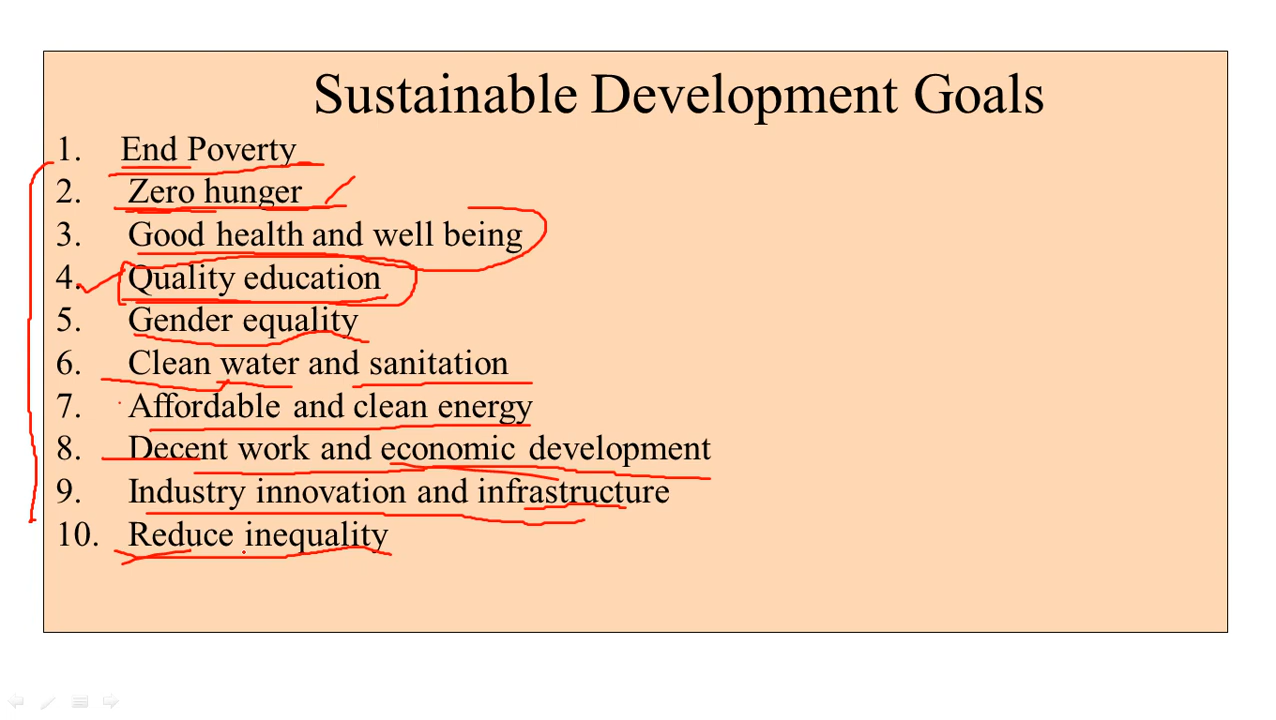 Sustainable Development Goals
1. End Poverty
2. Zero hunger
3. Good health and well being
4. Quality education
5. Gender equality
6. Clean water and sanitation
7. Affordable and clean energy
8. Decent work and economic development
9. Industry innovation and infrastructure
10. Reduce inequality